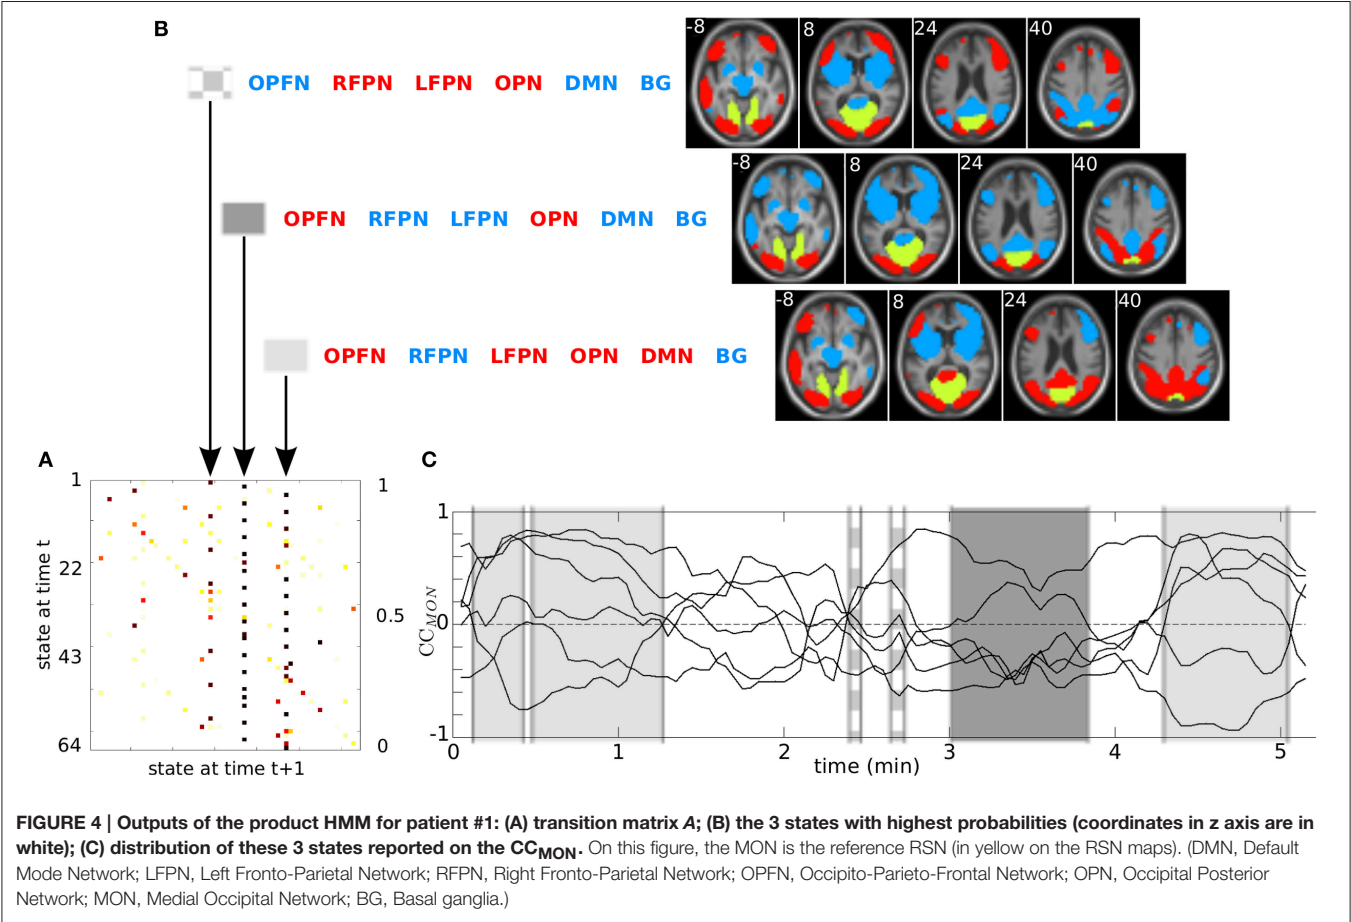 B
-8 8 24 40
OPFN RFPN LFPN OPN DMN BG
-8 8 24 40
OPFN RFPN LFPN OPN DMN BG
-8 8 24 40
OPFN RFPN LFPN OPN DMN BG
A
C
1
22
43
64
state at time t
state at time t+1
1
0.5
0
1
0
-1
CC_MON
0 1 2 3 4 5
time (min)
FIGURE 4 | Outputs of the product HMM for patient #1: (A) transition matrix A; (B) the 3 states with highest probabilities (coordinates in z axis are in
white); (C) distribution of these 3 states reported on the CC_MON. On this figure, the MON is the reference RSN (in yellow on the RSN maps). (DMN, Default
Mode Network; LFPN, Left Fronto-Parietal Network; RFPN, Right Fronto-Parietal Network; OPFN, Occipito-Parieto-Frontal Network; OPN, Occipital Posterior
Network; MON, Medial Occipital Network; BG, Basal ganglia.)